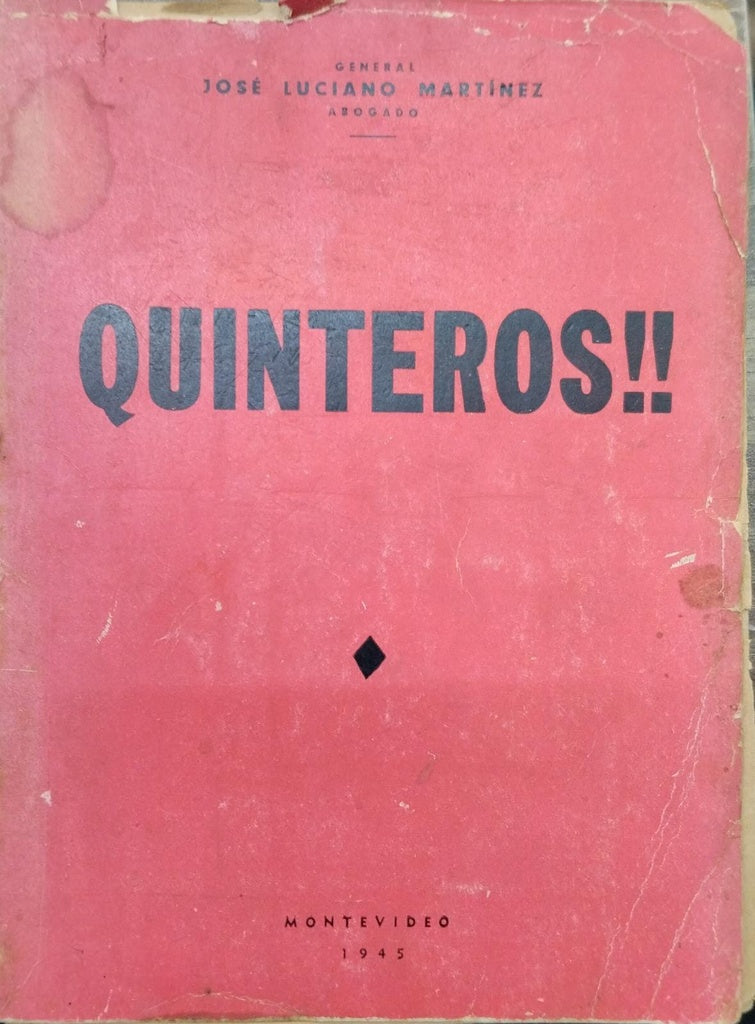 GENERAL
JOSÉ LUCIANO MARTÍNEZ
ABOGADO
QUINTEROS!!
MONTEVIDEO
1945